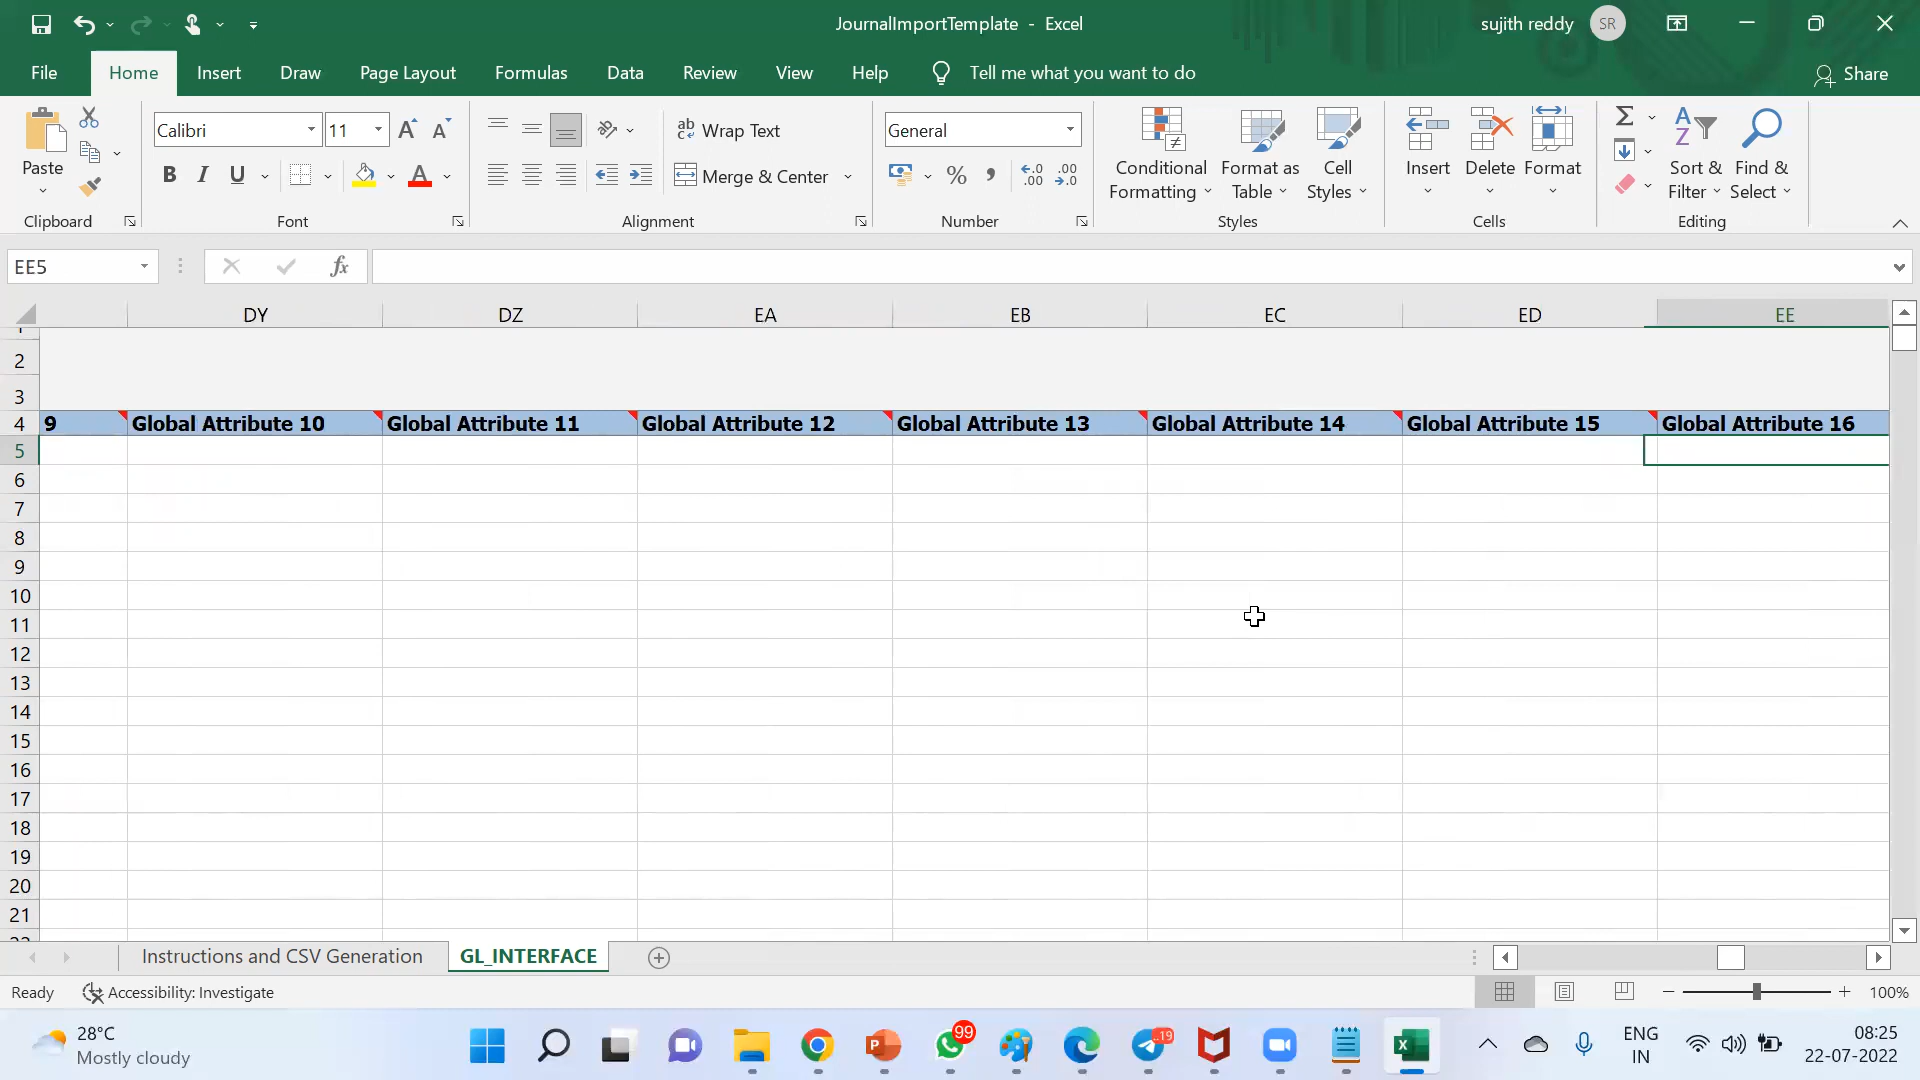 JournalImportTemplate - Excel
sujith reddy
SR
File
Home
Insert
Draw
Page Layout
Formulas
Data
Review
View
Help
Tell me what you want to do
Share
Paste
Calibri
11
Wrap Text
Merge & Center
General
Conditional
Formatting
Format as
Table
Cell
Styles
Insert
Delete
Format
Sort &
Filter
Find &
Select
Clipboard
Font
Alignment
Number
Styles
Cells
Editing
EE5
fx
DY
DZ
EA
EB
EC
ED
EE
2
3
4
9
Global Attribute 10
Global Attribute 11
Global Attribute 12
Global Attribute 13
Global Attribute 14
Global Attribute 15
Global Attribute 16
5
6
7
8
9
10
11
12
13
14
15
16
17
18
19
20
21
Instructions and CSV Generation
GL_INTERFACE
Ready
Accessibility: Investigate
100%
28°C
Mostly cloudy
99
..19
ENG
IN
08:25
22-07-2022